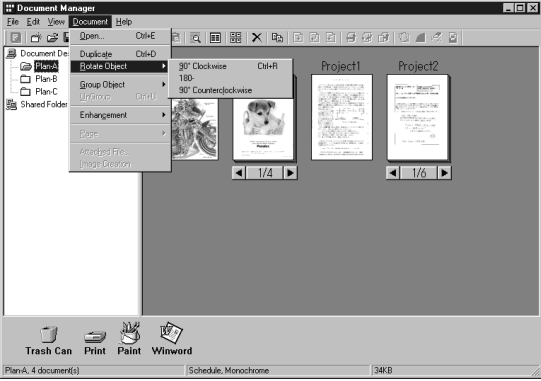 Document Manager
File Edit View Document Help
Open... Ctrl+E
Duplicate Ctrl+D
Rotate Object
Group Object
UnGroup Ctrl+U
Enhancement
Page
Attached File...
Image Creation
90° Clockwise Ctrl+R
180-
90° Counterclockwise
Document Des
Plan-A
Plan-B
Plan-C
Shared Folder
Project1
Project2
1/4
1/6
Trash Can
Print
Paint
Winword
Plan-A, 4 document(s)
Schedule, Monochrome
34KB